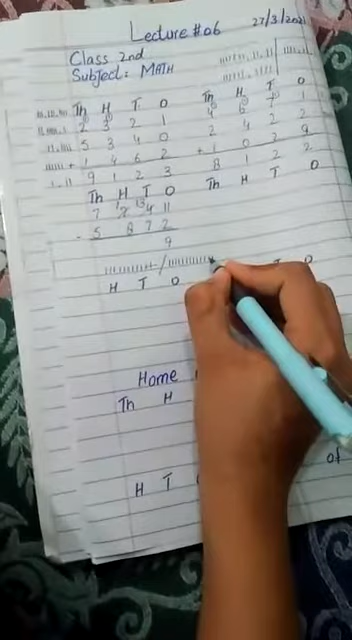 Lecture #06 27/3/2021
Class 2nd
Subject: MATH
Th H T O Th H T O
2 3 2 1 4 6 7 1
5 3 4 0 2 4 2 2
+ 1 4 6 2 + 1 0 2 9
9 1 2 3 8 1 2 2
Th H T O Th H T O
7 12 13 4 11
- 5 8 7 2
9
H T O T O
Home
Th H
of
H T